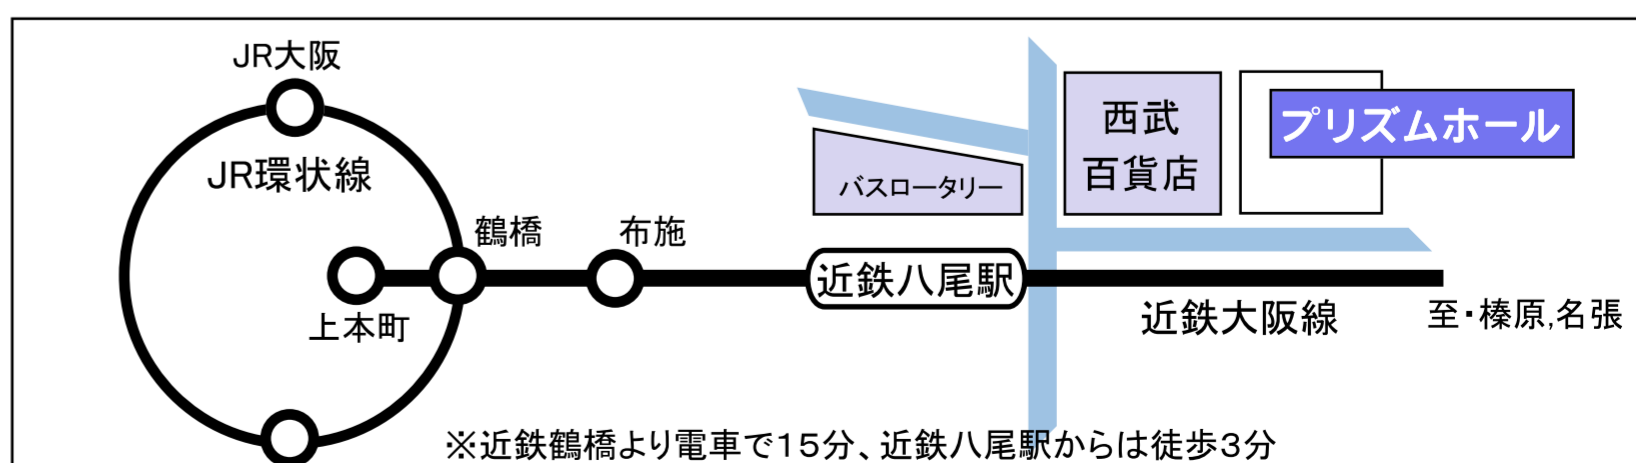 JR大阪
JR環状線
鶴橋
布施
上本町
バスロータリー
西武
百貨店
プリズムホール
近鉄八尾駅
近鉄大阪線
至・榛原,名張
※近鉄鶴橋より電車で15分、近鉄八尾駅からは徒歩3分